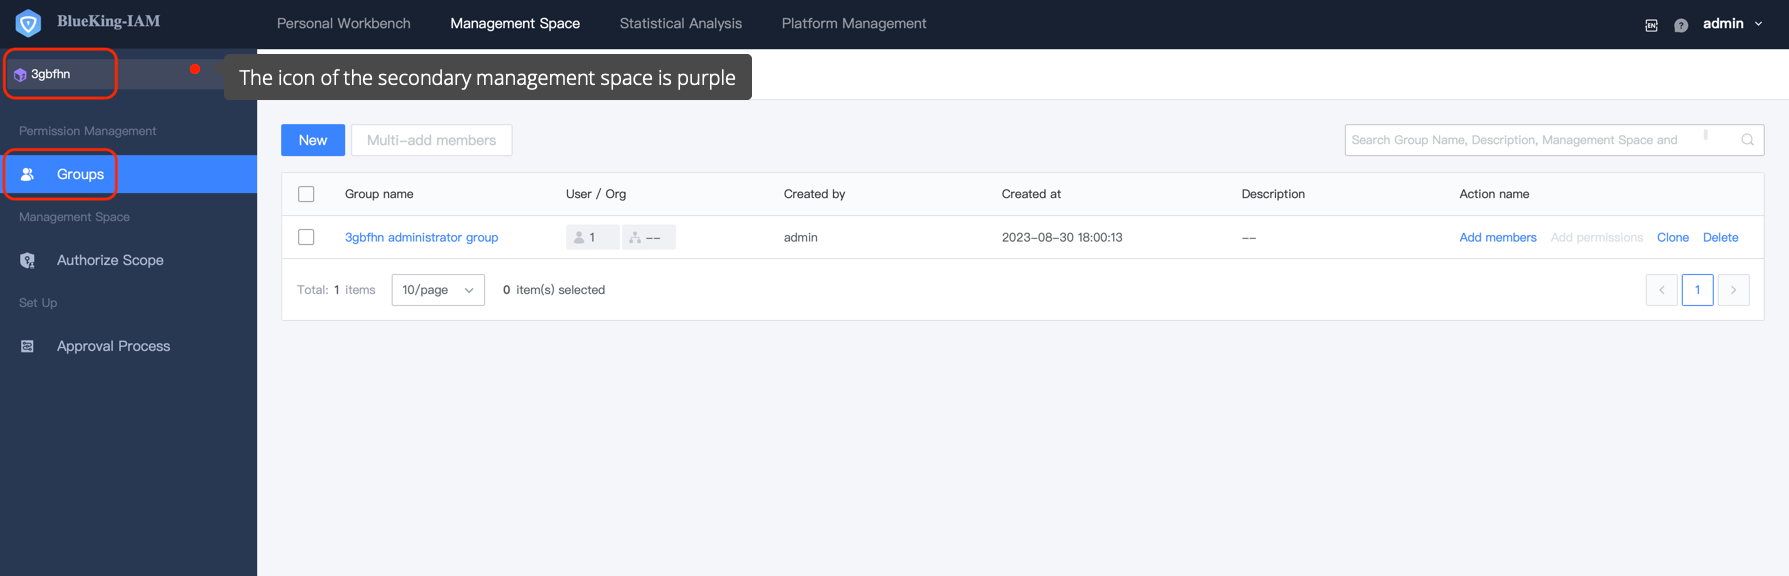 BlueKing-IAM
Personal Workbench Management Space Statistical Analysis Platform Management
EN ? admin
3gbfhn
The icon of the secondary management space is purple
Permission Management
Groups
Management Space
Authorize Scope
Set Up
Approval Process
New Multi-add members
Search Group Name, Description, Management Space and
Group name User / Org Created by Created at Description Action name
3gbfhn administrator group 1 -- admin 2023-08-30 18:00:13 -- Add members Add permissions Clone Delete
Total: 1 items 10/page 0 item(s) selected < 1 >